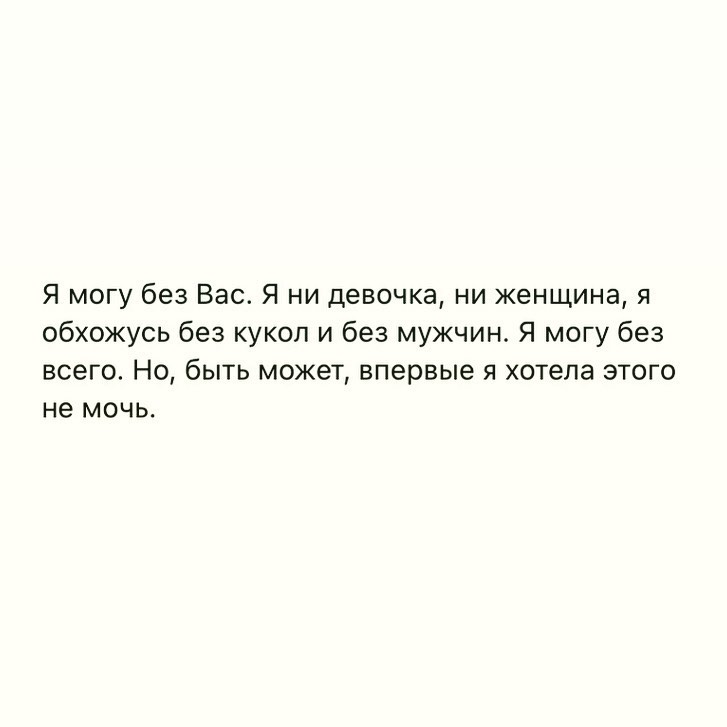 Я могу без Вас. Я ни девочка, ни женщина, я
обхожусь без кукол и без мужчин. Я могу без
всего. Но, быть может, впервые я хотела этого
не мочь.